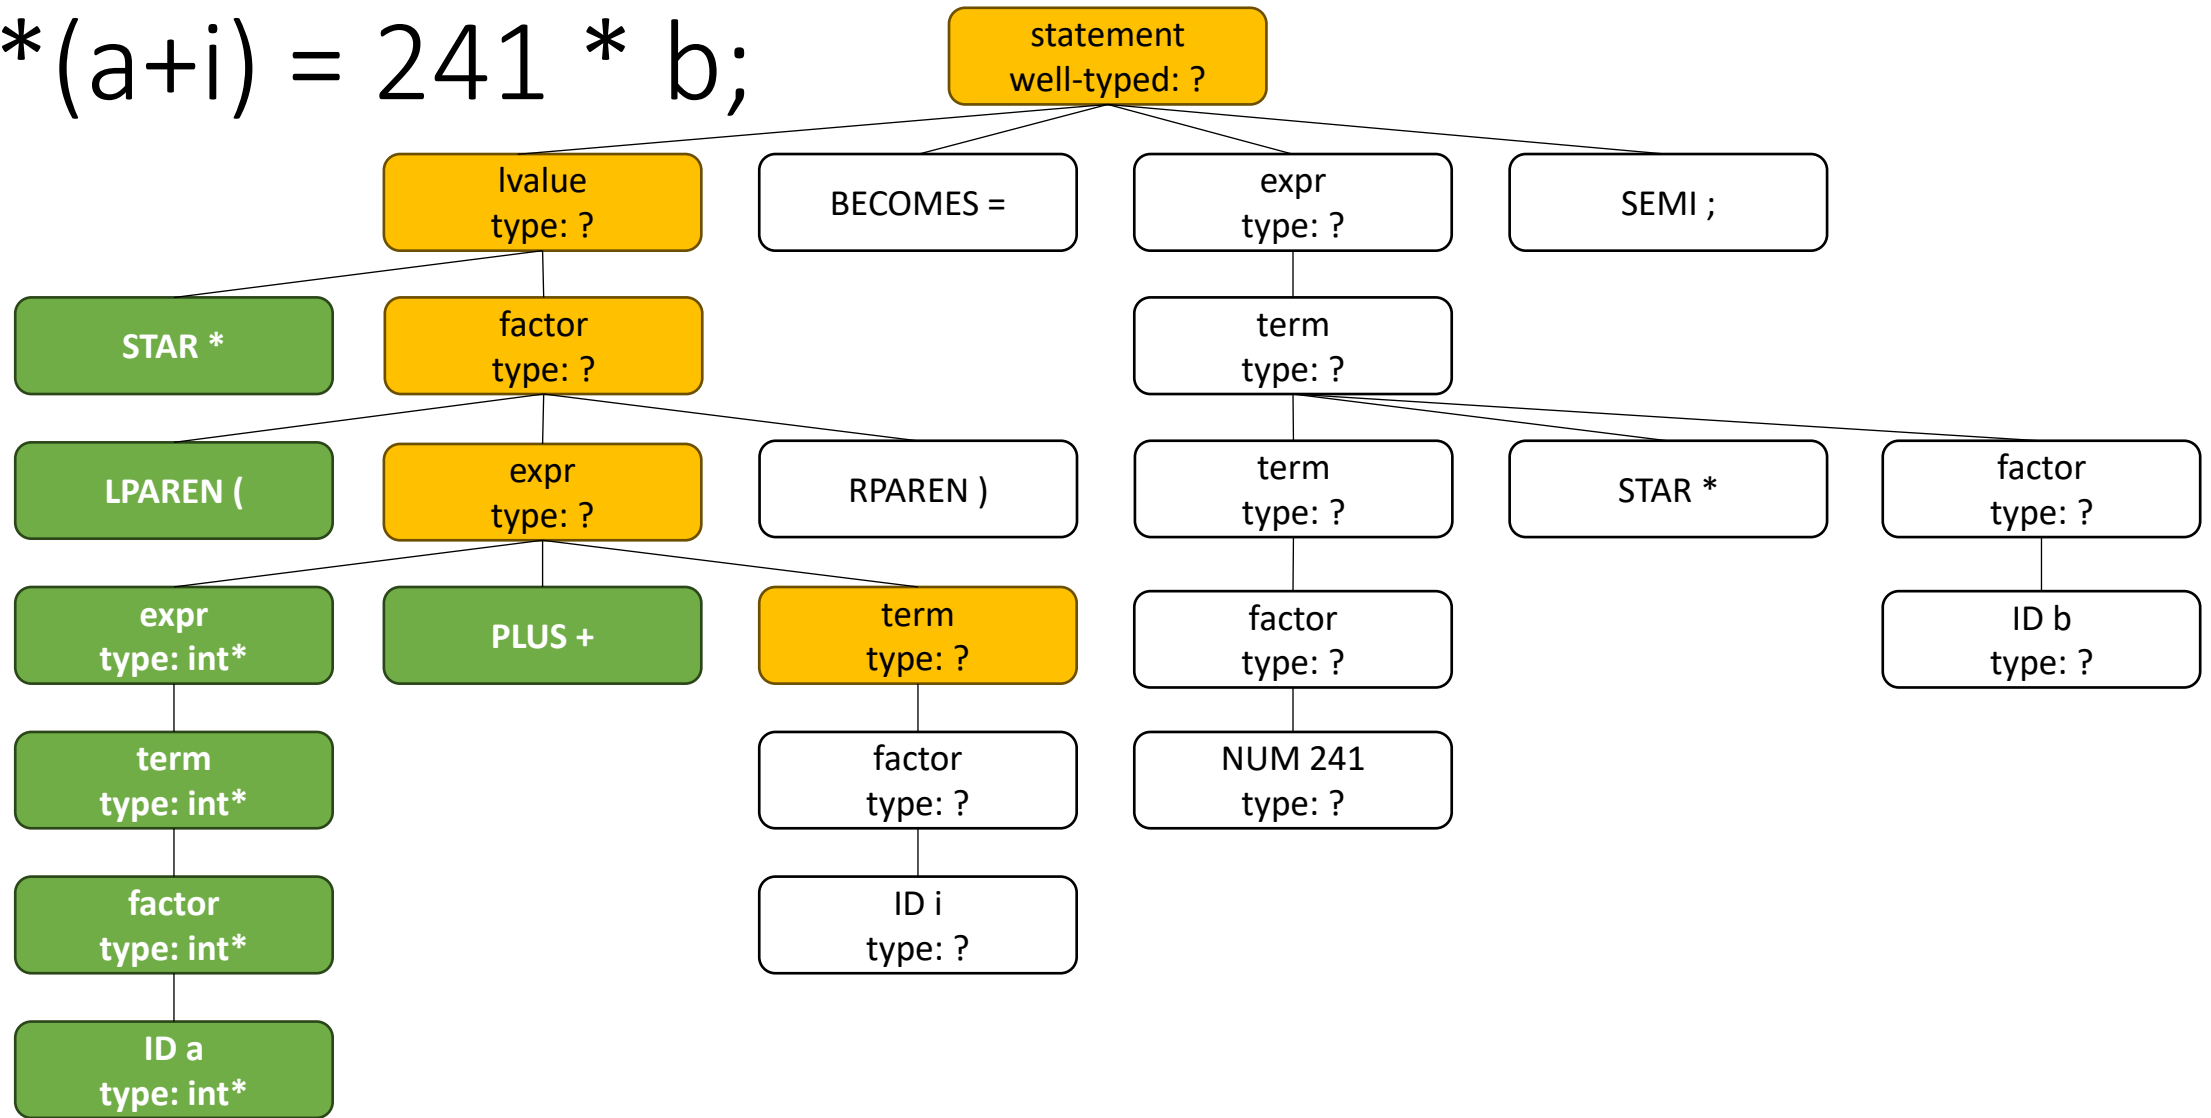 *(a+i) = 241 * b;
statement
well-typed: ?
lvalue
type: ?
BECOMES =
expr
type: ?
SEMI ;
STAR *
factor
type: ?
term
type: ?
LPAREN (
expr
type: ?
RPAREN )
term
type: ?
STAR *
factor
type: ?
expr
type: int*
PLUS +
term
type: ?
factor
type: ?
ID b
type: ?
term
type: int*
factor
type: ?
NUM 241
type: ?
factor
type: int*
ID i
type: ?
ID a
type: int*